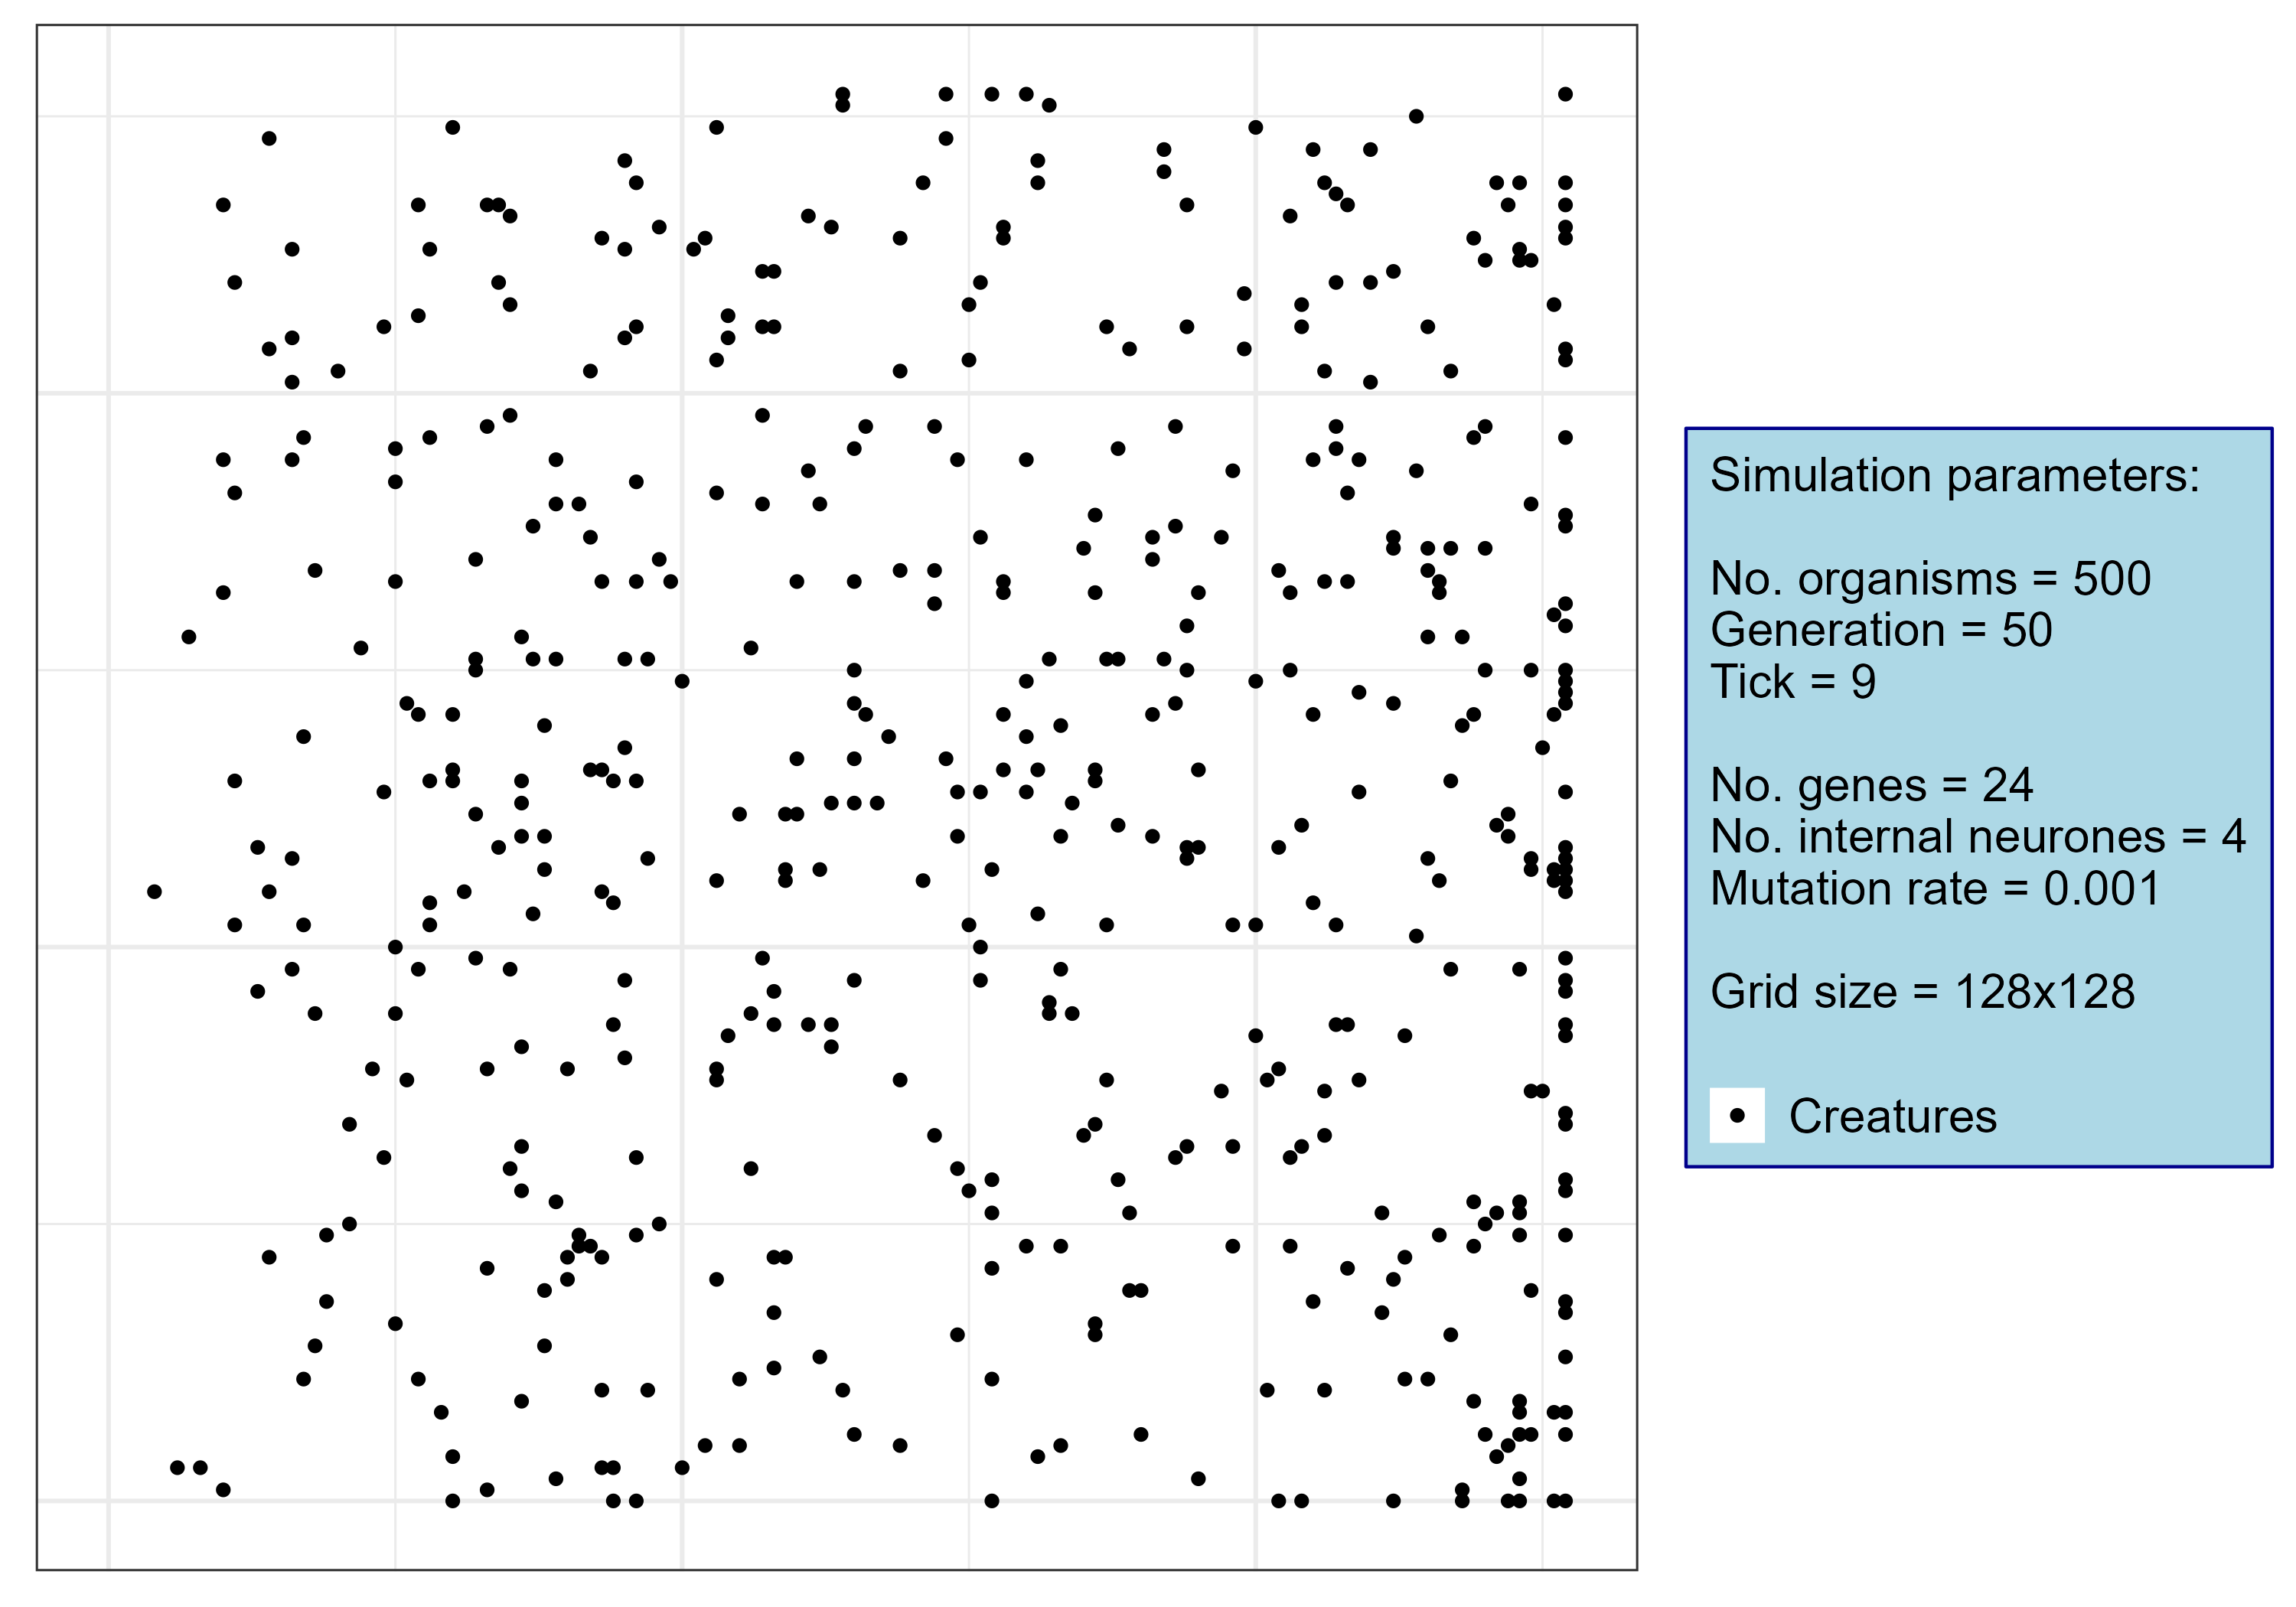 Simulation parameters:
No. organisms = 500
Generation = 50
Tick = 9
No. genes = 24
No. internal neurones = 4
Mutation rate = 0.001
Grid size = 128x128
Creatures